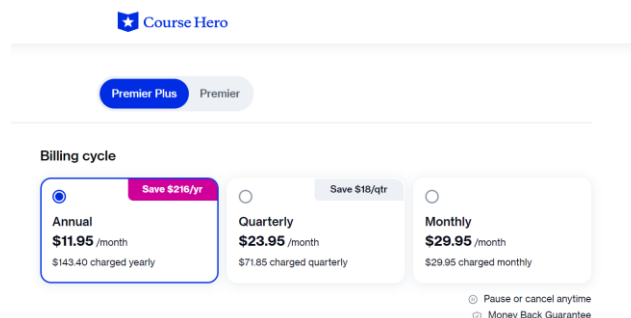 Course Hero
Premier Plus Premier
Billing cycle
Save $216/yr
Annual
$11.95 /month
$143.40 charged yearly
Save $18/qtr
Quarterly
$23.95 /month
$71.85 charged quarterly
Monthly
$29.95 /month
$29.95 charged monthly
Pause or cancel anytime
Money Back Guarantee